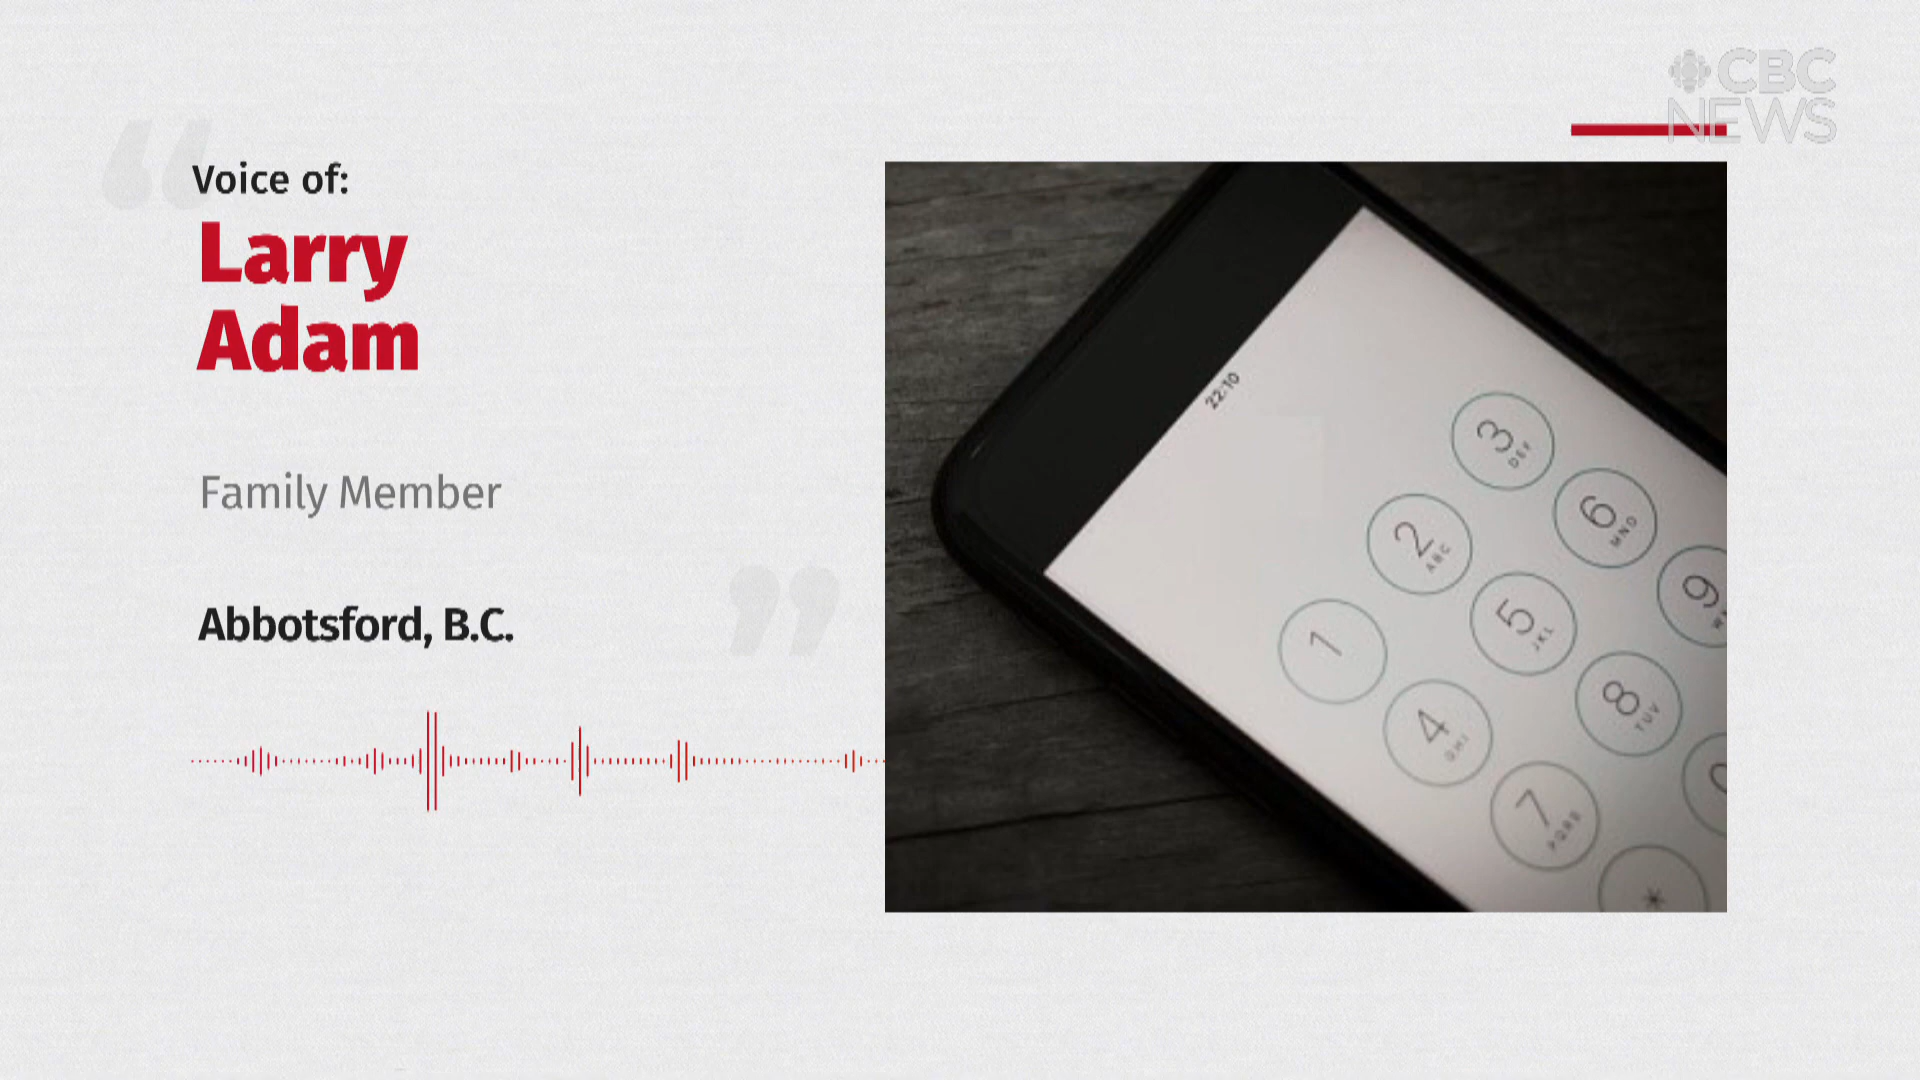 CBC
NEWS
“
Voice of:
Larry
Adam
Family Member
Abbotsford, B.C.
”
22:10
3
DEF
2
ABC
6
MNO
1
5
JKL
9
4
GHI
8
TUV
7
PQRS
*